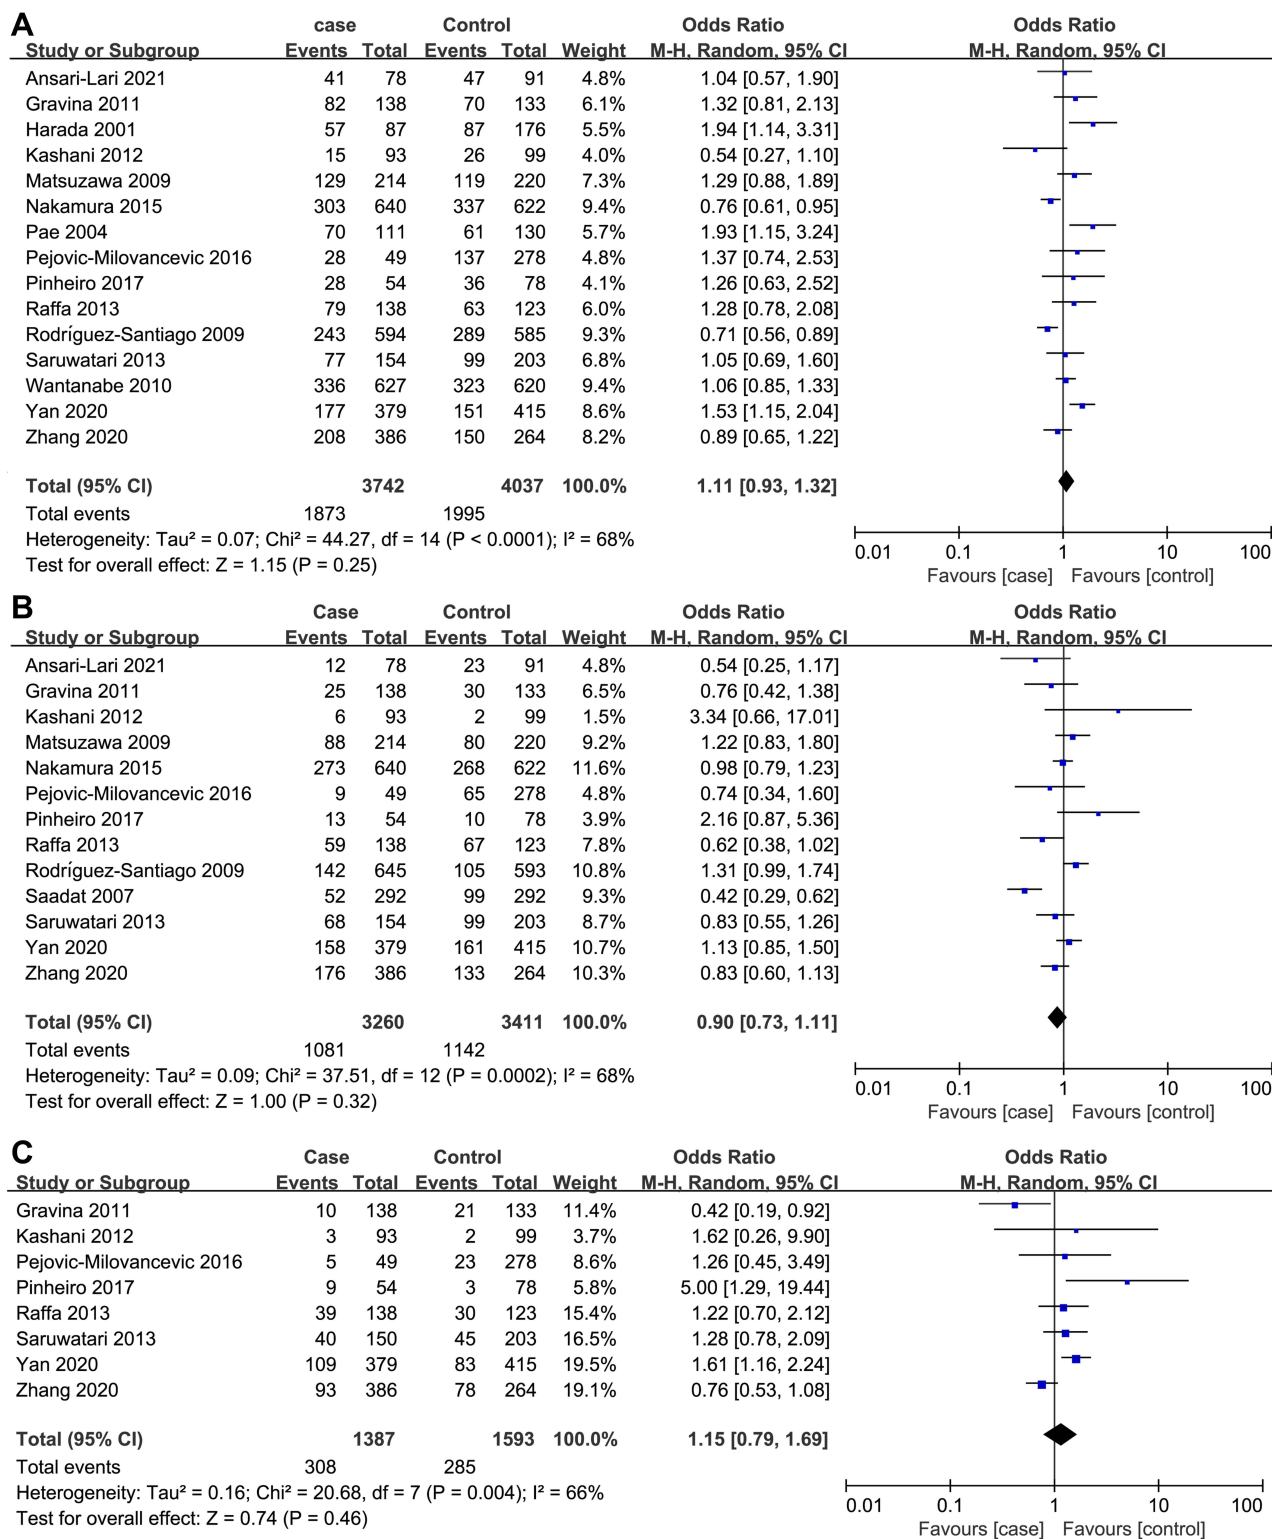 A
case Control Odds Ratio Odds Ratio
Study or Subgroup Events Total Events Total Weight M-H, Random, 95% CI M-H, Random, 95% CI
Ansari-Lari 2021 41 78 47 91 4.8% 1.04 [0.57, 1.90]
Gravina 2011 82 138 70 133 6.1% 1.32 [0.81, 2.13]
Harada 2001 57 87 87 176 5.5% 1.94 [1.14, 3.31]
Kashani 2012 15 93 26 99 4.0% 0.54 [0.27, 1.10]
Matsuzawa 2009 129 214 119 220 7.3% 1.29 [0.88, 1.89]
Nakamura 2015 303 640 337 622 9.4% 0.76 [0.61, 0.95]
Pae 2004 70 111 61 130 5.7% 1.93 [1.15, 3.24]
Pejovic-Milovancevic 2016 28 49 137 278 4.8% 1.37 [0.74, 2.53]
Pinheiro 2017 28 54 36 78 4.1% 1.26 [0.63, 2.52]
Raffa 2013 79 138 63 123 6.0% 1.28 [0.78, 2.08]
Rodríguez-Santiago 2009 243 594 289 585 9.3% 0.71 [0.56, 0.89]
Saruwatari 2013 77 154 99 203 6.8% 1.05 [0.69, 1.60]
Wantanabe 2010 336 627 323 620 9.4% 1.06 [0.85, 1.33]
Yan 2020 177 379 151 415 8.6% 1.53 [1.15, 2.04]
Zhang 2020 208 386 150 264 8.2% 0.89 [0.65, 1.22]
Total (95% CI) 3742 4037 100.0% 1.11 [0.93, 1.32]
Total events 1873 1995
Heterogeneity: Tau² = 0.07; Chi² = 44.27, df = 14 (P < 0.0001); I² = 68%
0.01 0.1 1 10 100
Test for overall effect: Z = 1.15 (P = 0.25)
Favours [case] Favours [control]
B
Case Control Odds Ratio Odds Ratio
Study or Subgroup Events Total Events Total Weight M-H, Random, 95% CI M-H, Random, 95% CI
Ansari-Lari 2021 12 78 23 91 4.8% 0.54 [0.25, 1.17]
Gravina 2011 25 138 30 133 6.5% 0.76 [0.42, 1.38]
Kashani 2012 6 93 2 99 1.5% 3.34 [0.66, 17.01]
Matsuzawa 2009 88 214 80 220 9.2% 1.22 [0.83, 1.80]
Nakamura 2015 273 640 268 622 11.6% 0.98 [0.79, 1.23]
Pejovic-Milovancevic 2016 9 49 65 278 4.8% 0.74 [0.34, 1.60]
Pinheiro 2017 13 54 10 78 3.9% 2.16 [0.87, 5.36]
Raffa 2013 59 138 67 123 7.8% 0.62 [0.38, 1.02]
Rodríguez-Santiago 2009 142 645 105 593 10.8% 1.31 [0.99, 1.74]
Saadat 2007 52 292 99 292 9.3% 0.42 [0.29, 0.62]
Saruwatari 2013 68 154 99 203 8.7% 0.83 [0.55, 1.26]
Yan 2020 158 379 161 415 10.7% 1.13 [0.85, 1.50]
Zhang 2020 176 386 133 264 10.3% 0.83 [0.60, 1.13]
Total (95% CI) 3260 3411 100.0% 0.90 [0.73, 1.11]
Total events 1081 1142
Heterogeneity: Tau² = 0.09; Chi² = 37.51, df = 12 (P = 0.0002); I² = 68%
0.01 0.1 1 10 100
Test for overall effect: Z = 1.00 (P = 0.32)
Favours [case] Favours [control]
C
Case Control Odds Ratio Odds Ratio
Study or Subgroup Events Total Events Total Weight M-H, Random, 95% CI M-H, Random, 95% CI
Gravina 2011 10 138 21 133 11.4% 0.42 [0.19, 0.92]
Kashani 2012 3 93 2 99 3.7% 1.62 [0.26, 9.90]
Pejovic-Milovancevic 2016 5 49 23 278 8.6% 1.26 [0.45, 3.49]
Pinheiro 2017 9 54 3 78 5.8% 5.00 [1.29, 19.44]
Raffa 2013 39 138 30 123 15.4% 1.22 [0.70, 2.12]
Saruwatari 2013 40 150 45 203 16.5% 1.28 [0.78, 2.09]
Yan 2020 109 379 83 415 19.5% 1.61 [1.16, 2.24]
Zhang 2020 93 386 78 264 19.1% 0.76 [0.53, 1.08]
Total (95% CI) 1387 1593 100.0% 1.15 [0.79, 1.69]
Total events 308 285
Heterogeneity: Tau² = 0.16; Chi² = 20.68, df = 7 (P = 0.004); I² = 66%
0.01 0.1 1 10 100
Test for overall effect: Z = 0.74 (P = 0.46)
Favours [case] Favours [control]